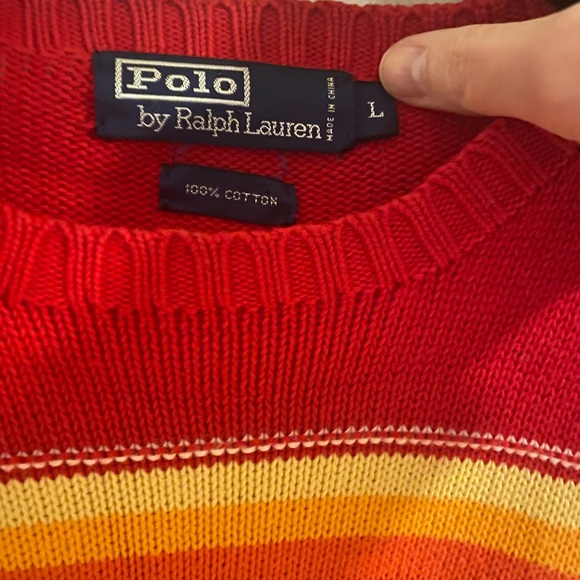 Polo
by Ralph Lauren
MADE IN CHINA
L
100% COTTON